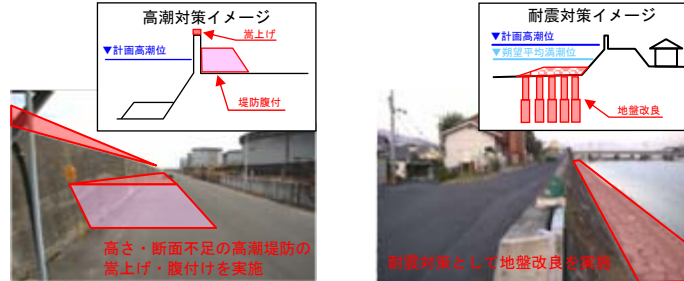 高潮対策イメージ
嵩上げ
▼計画高潮位
堤防腹付
高さ・断面不足の高潮堤防の
嵩上げ・腹付けを実施
耐震対策イメージ
▼計画高潮位
▼朔望平均満潮位
地盤改良
耐震対策として地盤改良を実施